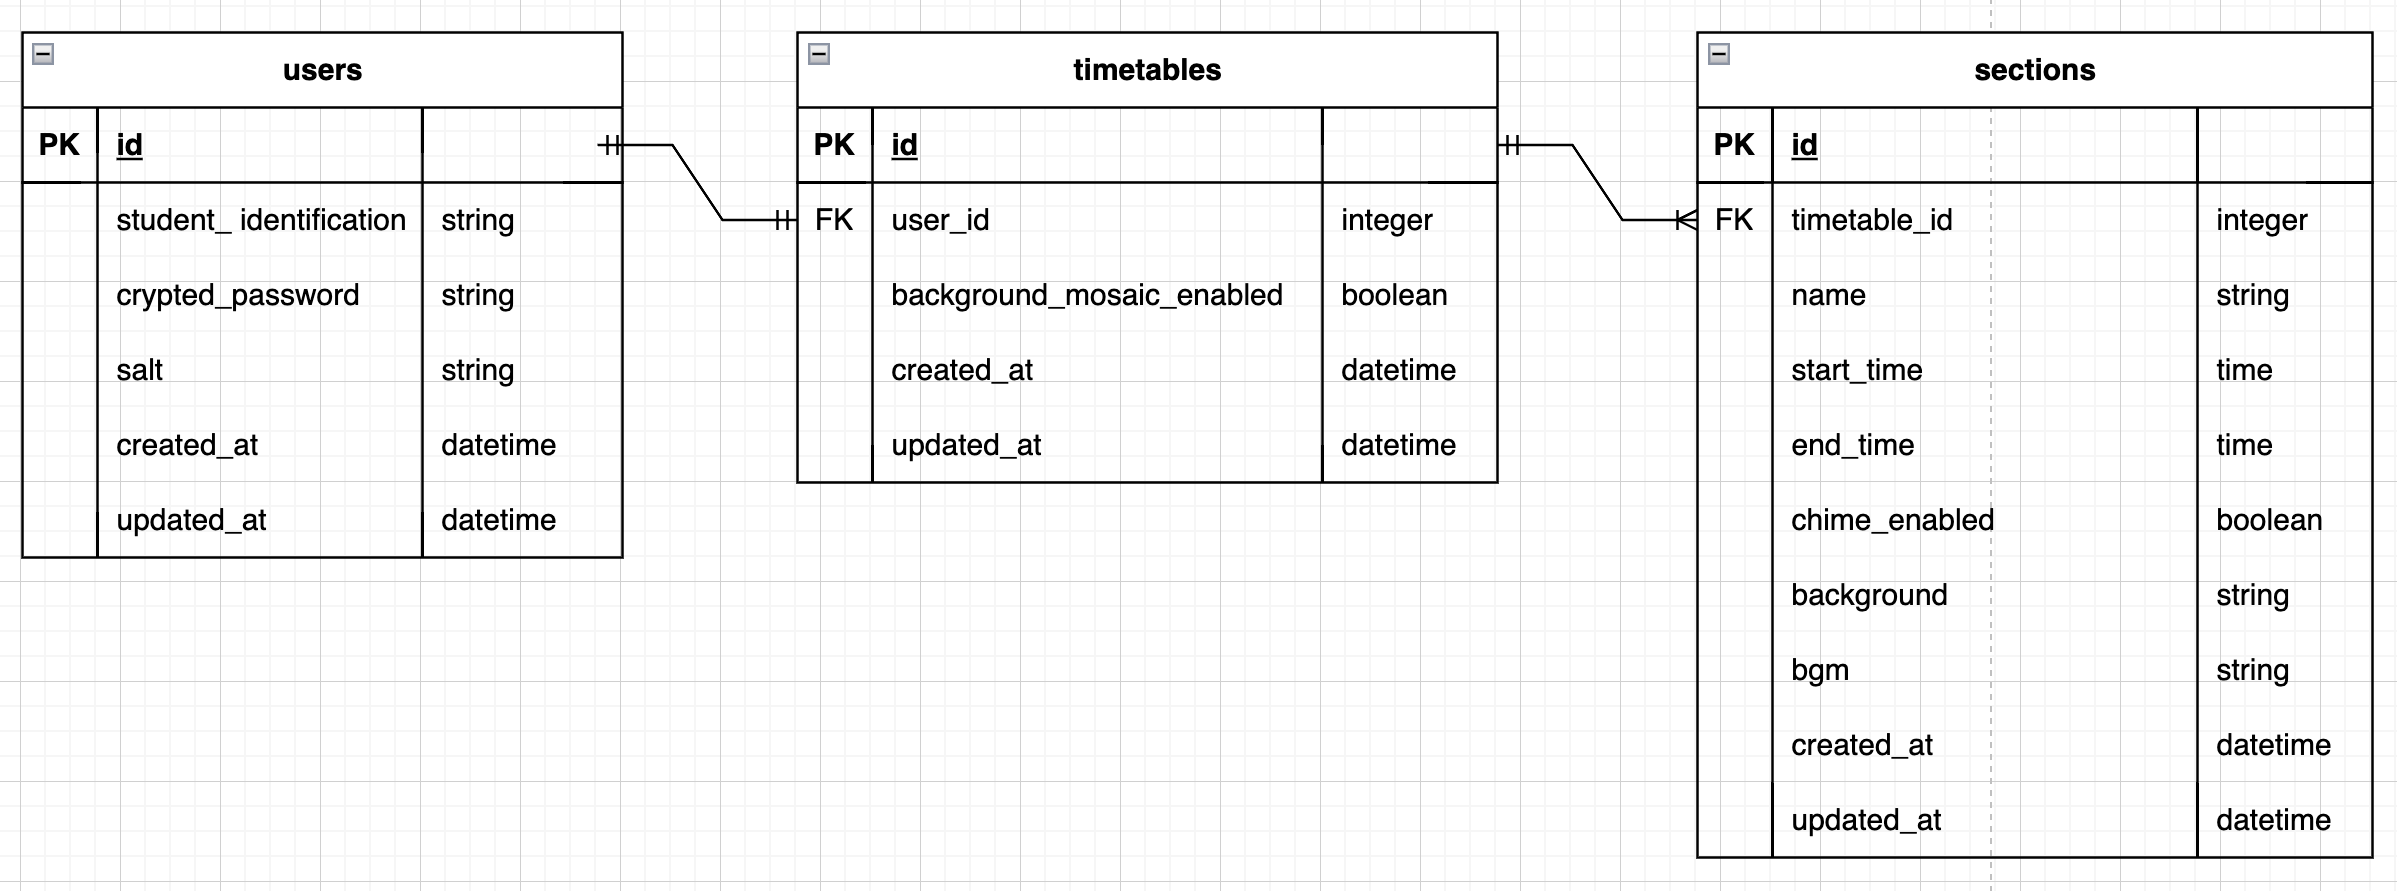 users
PK id
student_ identification string
crypted_password string
salt string
created_at datetime
updated_at datetime
timetables
PK id
FK user_id integer
background_mosaic_enabled boolean
created_at datetime
updated_at datetime
sections
PK id
FK timetable_id integer
name string
start_time time
end_time time
chime_enabled boolean
background string
bgm string
created_at datetime
updated_at datetime